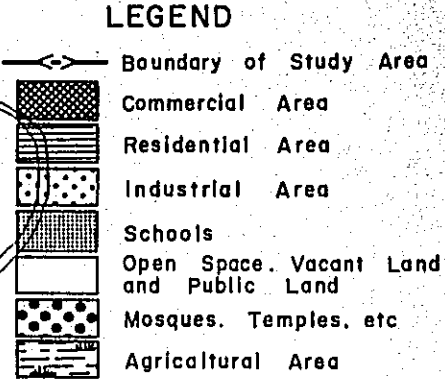 LEGEND
Boundary of Study Area
Commercial Area
Residential Area
Industrial Area
Schools
Open Space. Vacant Land
and Public Land
Mosques. Temples. etc
Agricaltural Area